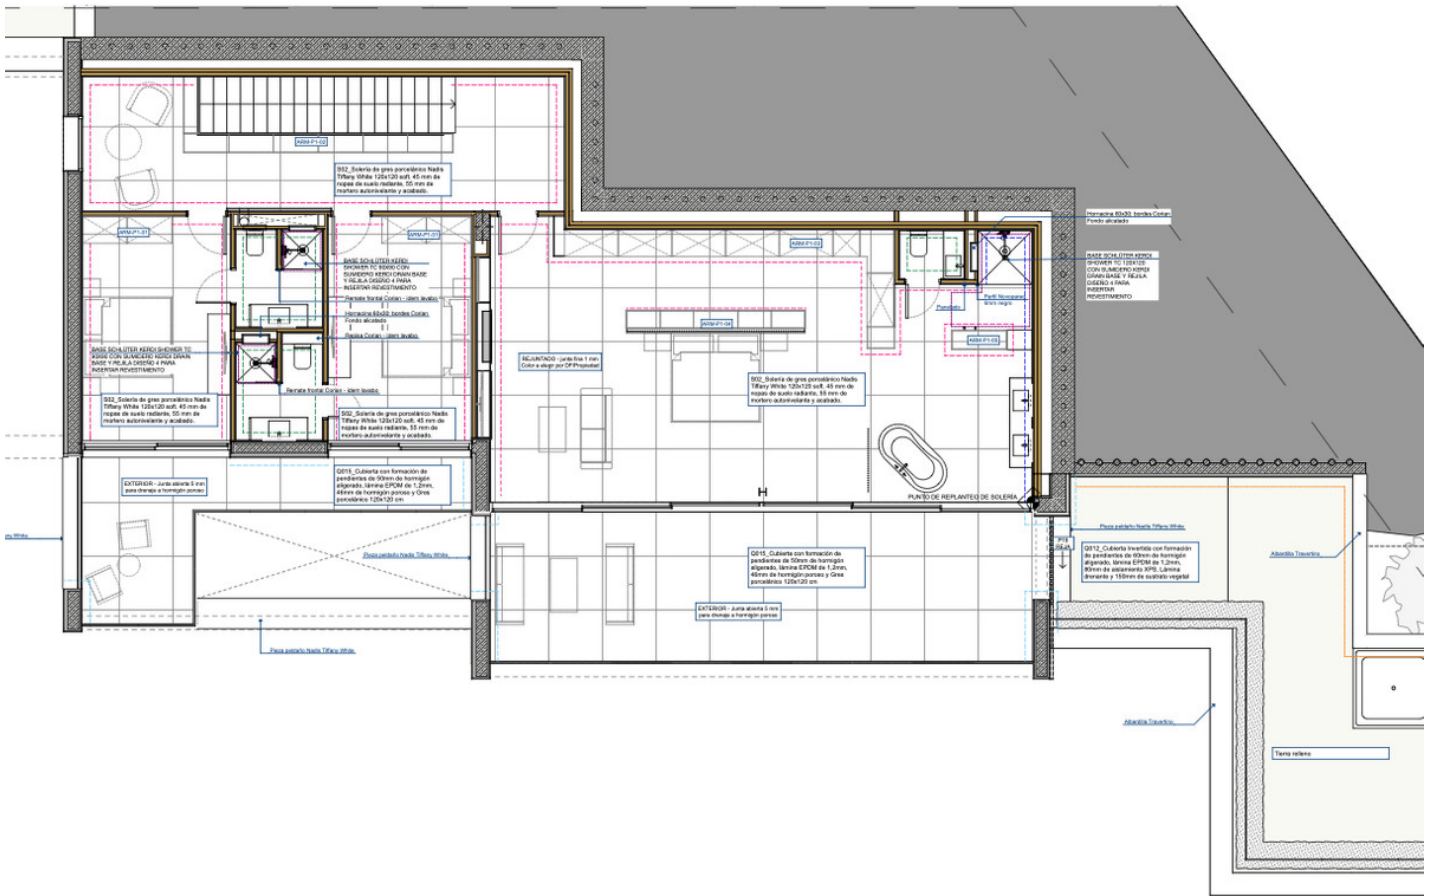 ARM-P1-02
S02_Solería de gres porcelánico Nadis
Tiffany White 120x120 soft. 45 mm de
nopas de suelo radiante, 55 mm de
mortero autonivelante y acabado.
Hornacina 60x30: bordes Corian
Fondo alicatado
ARM-P1-01
ARM-P1-01
ARM-P1-03
BASE SCHLÜTER KERDI
SHOWER TC 90X90 CON
SUMIDERO KERDI DRAIN BASE
Y REJILA DISEÑO 4 PARA
INSERTAR REVESTIMIENTO
BASE SCHLÜTER KERDI
SHOWER TC 120X120
CON SUMIDERO KERDI
DRAIN BASE Y REJILA
DISEÑO 4 PARA
INSERTAR
REVESTIMIENTO
Remate frontal Corian - idem lavabo
Hornacina 60x30: bordes Corian
Fondo alicatado
Repisa Corian - idem lavabo
Panelado
Perfil Novopanel
6mm negro
ARM-P1-04
ARM-P1-05
BASE SCHLÜTER KERDI SHOWER TC
90X90 CON SUMIDERO KERDI DRAIN
BASE Y REJILA DISEÑO 4 PARA
INSERTAR REVESTIMIENTO
REJUNTADO - junta fina 1 mm
Color a elegir por DF/Propiedad
Remate frontal Corian - idem lavabo
S02_Solería de gres porcelánico Nadis
Tiffany White 120x120 soft. 45 mm de
nopas de suelo radiante, 55 mm de
mortero autonivelante y acabado.
S02_Solería de gres porcelánico Nadis
Tiffany White 120x120 soft. 45 mm de
nopas de suelo radiante, 55 mm de
mortero autonivelante y acabado.
S02_Solería de gres porcelánico Nadis
Tiffany White 120x120 soft. 45 mm de
nopas de suelo radiante, 55 mm de
mortero autonivelante y acabado.
EXTERIOR - Junta abierta 5 mm
para drenaje a hormigón poroso
Q015_Cubierta con formación de
pendientes de 50mm de hormigón
aligerado, lámina EPDM de 1,2mm,
46mm de hormigón poroso y Gres
porcelánico 120x120 cm
PUNTO DE REPLANTEO DE SOLERÍA
ny White
Pieza peldaño Nadis Tiffany White
Pieza peldaño Nadis Tiffany White
Albardilla Travertino
Q015_Cubierta con formación de
pendientes de 50mm de hormigón
aligerado, lámina EPDM de 1,2mm,
46mm de hormigón poroso y Gres
porcelánico 120x120 cm
Q012_Cubierta Invertida con formación
de pendientes de 60mm de hormigón
aligerado, lámina EPDM de 1,2mm,
80mm de aislamiento XPS, Lámina
drenante y 150mm de sustrato vegetal
EXTERIOR - Junta abierta 5 mm
para drenaje a hormigón poroso
Pieza peldaño Nadis Tiffany White
Albardilla Travertino
Tierra relleno